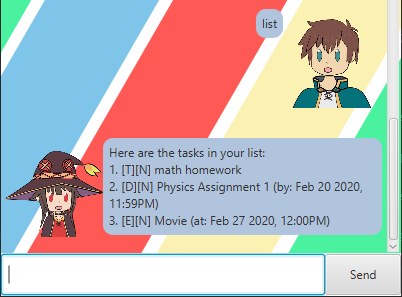 list
Here are the tasks in your list:
1. [T][N] math homework
2. [D][N] Physics Assignment 1 (by: Feb 20 2020,
11:59PM)
3. [E][N] Movie (at: Feb 27 2020, 12:00PM)
Send